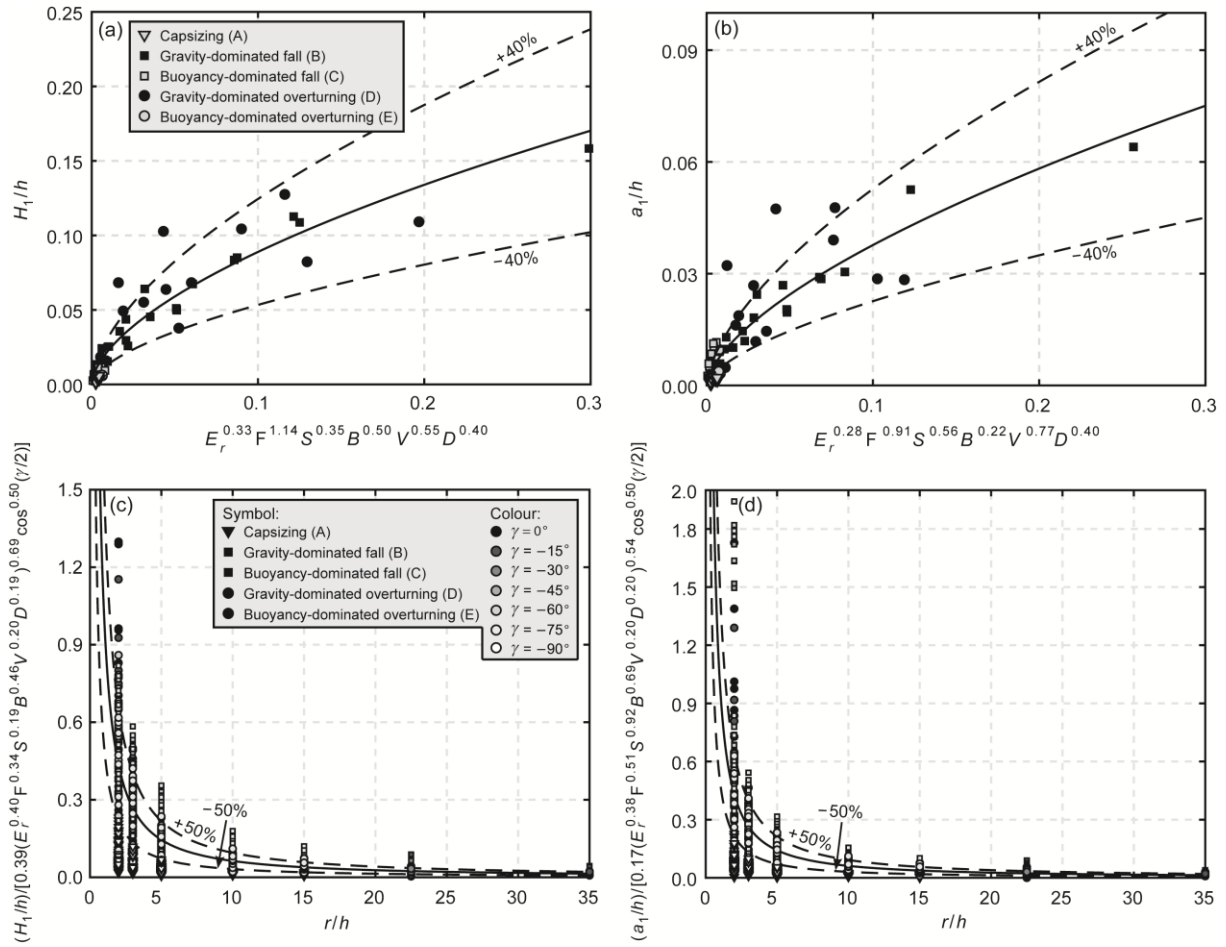 (a)
Capsizing (A)
Gravity-dominated fall (B)
Buoyancy-dominated fall (C)
Gravity-dominated overturning (D)
Buoyancy-dominated overturning (E)
+40%
−40%
0.25
0.20
0.15
0.10
0.05
0.00
H₁/h
0 0.1 0.2 0.3
E_r^0.33 F^1.14 S^0.35 B^0.50 V^0.55 D^0.40
(b)
+40%
−40%
0.09
0.06
0.03
0.00
a₁/h
0 0.1 0.2 0.3
E_r^0.28 F^0.91 S^0.56 B^0.22 V^0.77 D^0.40
(c)
Symbol:
Capsizing (A)
Gravity-dominated fall (B)
Buoyancy-dominated fall (C)
Gravity-dominated overturning (D)
Buoyancy-dominated overturning (E)
Colour:
γ = 0°
γ = −15°
γ = −30°
γ = −45°
γ = −60°
γ = −75°
γ = −90°
−50%
+50%
1.5
1.2
0.9
0.6
0.3
0.0
(H₁/h)/[0.39(E_r^0.40 F^0.34 S^0.19 B^0.46 V^0.20 D^0.19)^0.69 cos^0.50(γ/2)]
0 5 10 15 20 25 30 35
r/h
(d)
−50%
+50%
2.0
1.8
1.5
1.2
0.9
0.6
0.3
0.0
(a₁/h)/[0.17(E_r^0.38 F^0.51 S^0.92 B^0.69 V^0.20 D^0.20)^0.54 cos^0.50(γ/2)]
0 5 10 15 20 25 30 35
r/h